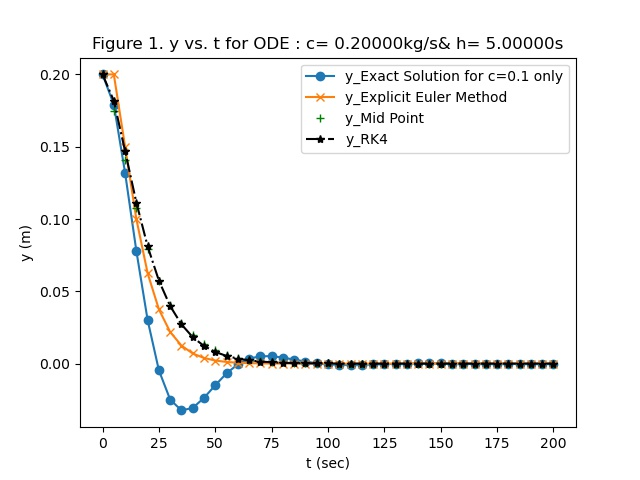 Figure 1. y vs. t for ODE : c= 0.20000kg/s& h= 5.00000s
y_Exact Solution for c=0.1 only
y_Explicit Euler Method
y_Mid Point
y_RK4
y (m)
0.20
0.15
0.10
0.05
0.00
0 25 50 75 100 125 150 175 200
t (sec)